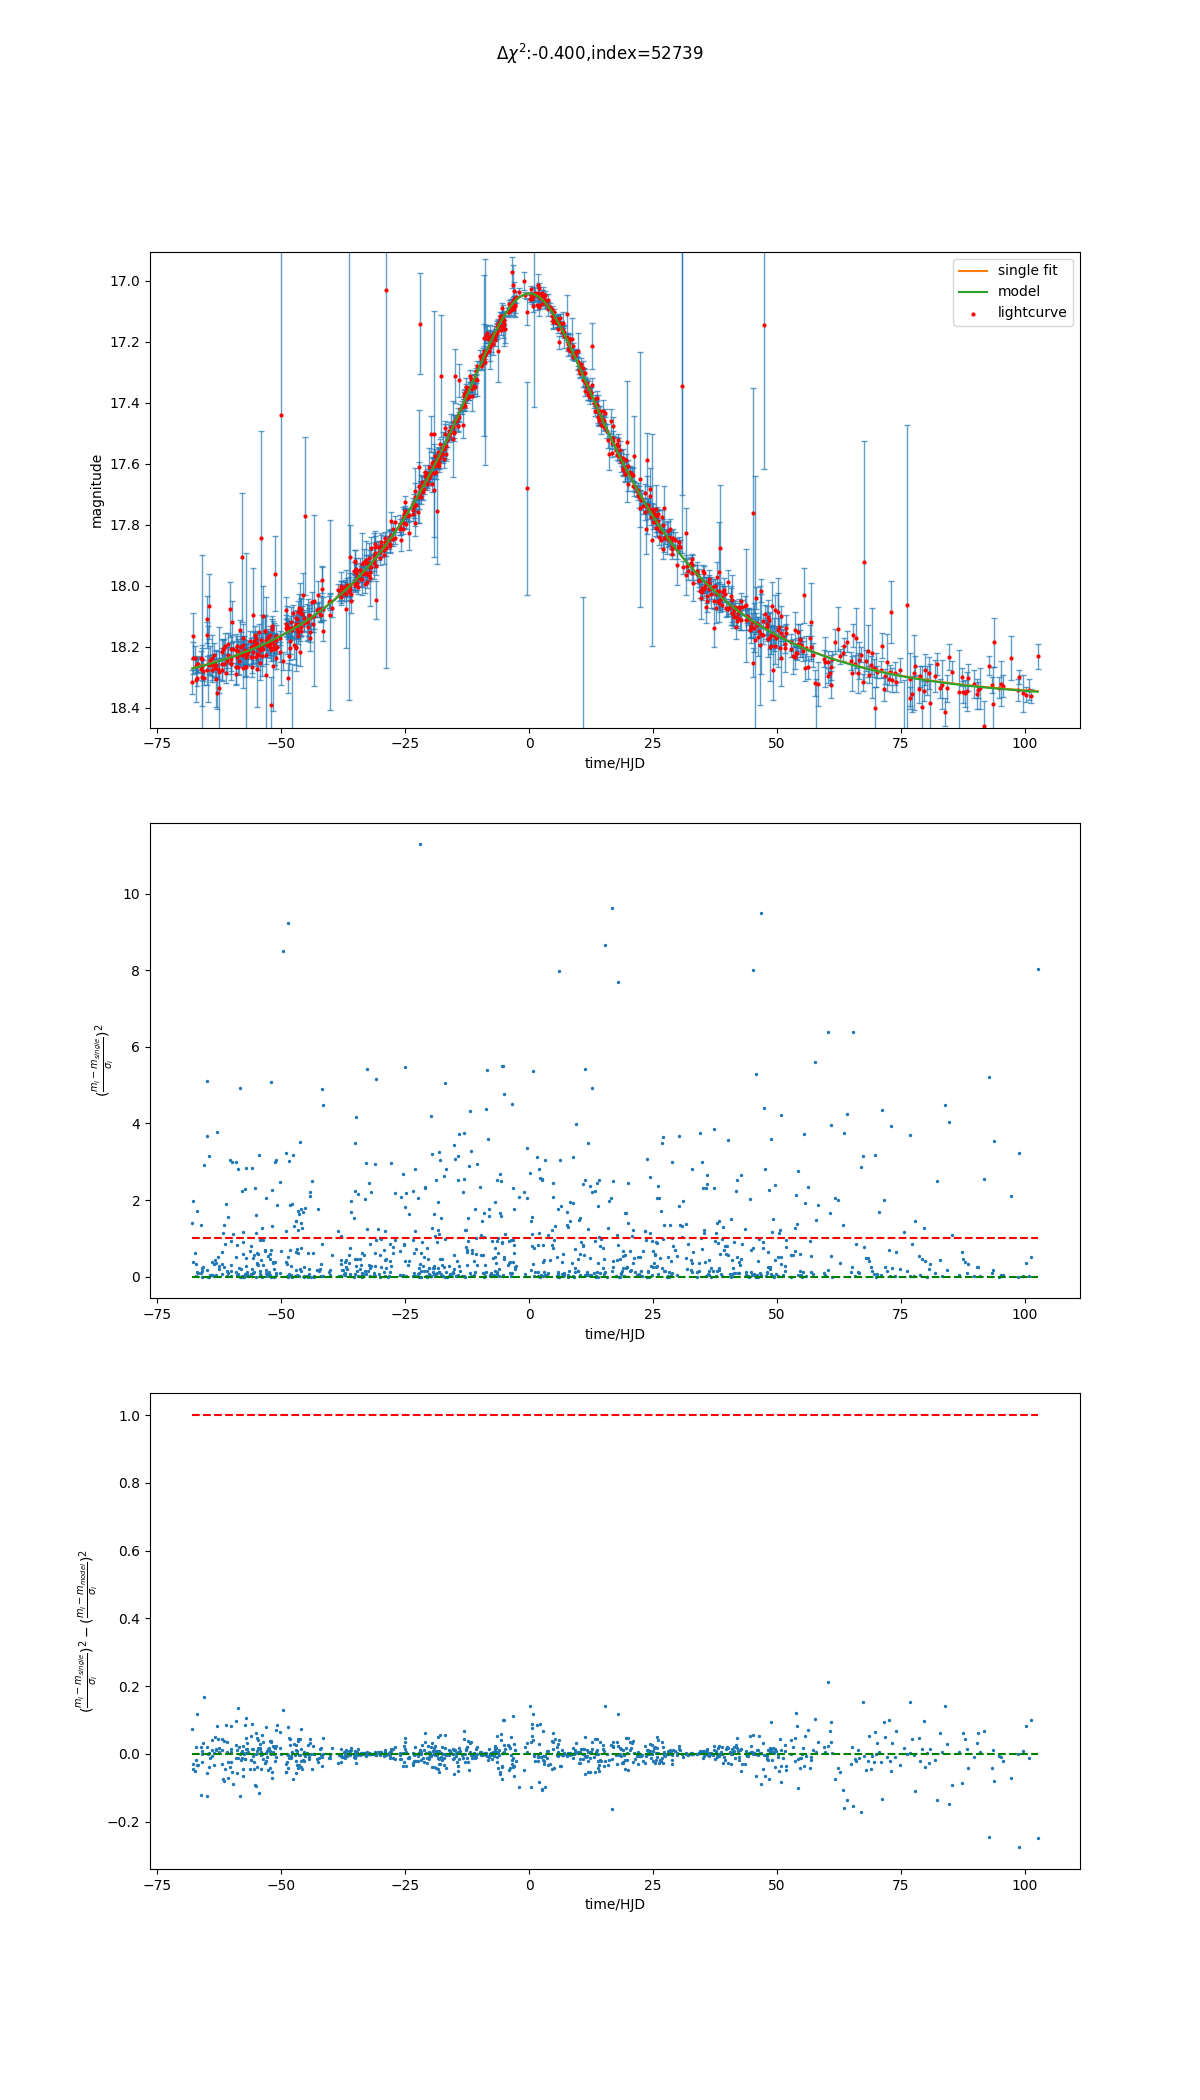 Δχ²:-0.400,index=52739
single fit
model
lightcurve
magnitude
17.0
17.2
17.4
17.6
17.8
18.0
18.2
18.4
−75 −50 −25 0 25 50 75 100
time/HJD
((m_i − m_single)/σ_i)²
10
8
6
4
2
0
−75 −50 −25 0 25 50 75 100
time/HJD
((m_i − m_single)/σ_i)² − ((m_i − m_model)/σ_i)²
1.0
0.8
0.6
0.4
0.2
0.0
−0.2
−75 −50 −25 0 25 50 75 100
time/HJD